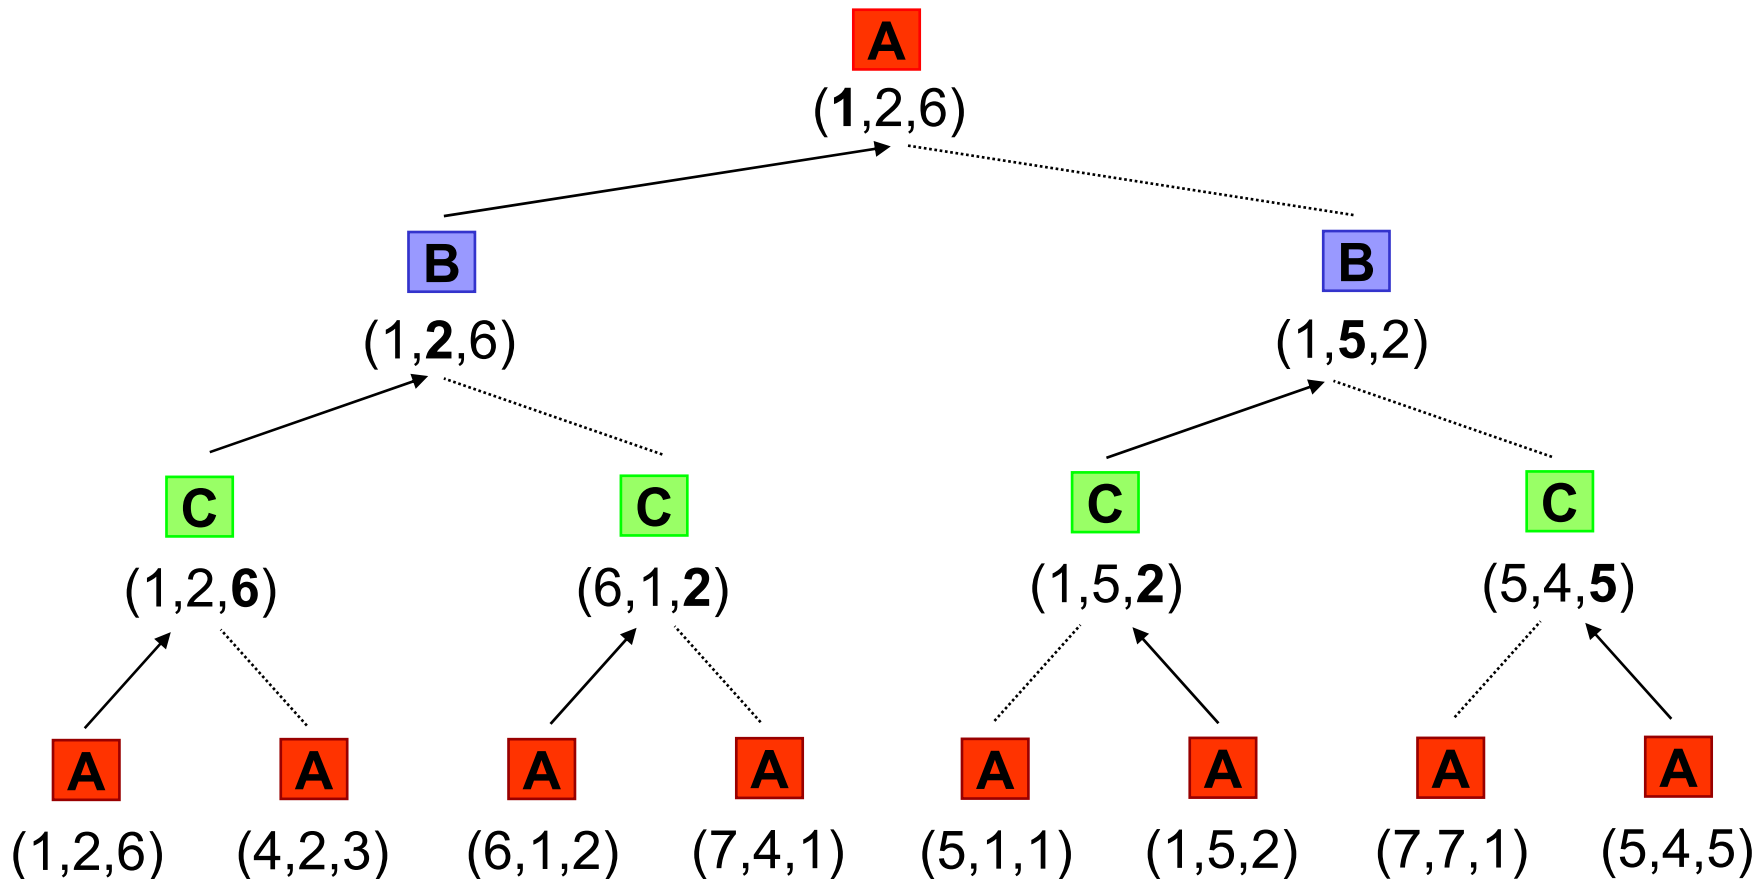 A
(1,2,6)
B B
(1,2,6) (1,5,2)
C C C C
(1,2,6) (6,1,2) (1,5,2) (5,4,5)
A A A A A A A A
(1,2,6) (4,2,3) (6,1,2) (7,4,1) (5,1,1) (1,5,2) (7,7,1) (5,4,5)